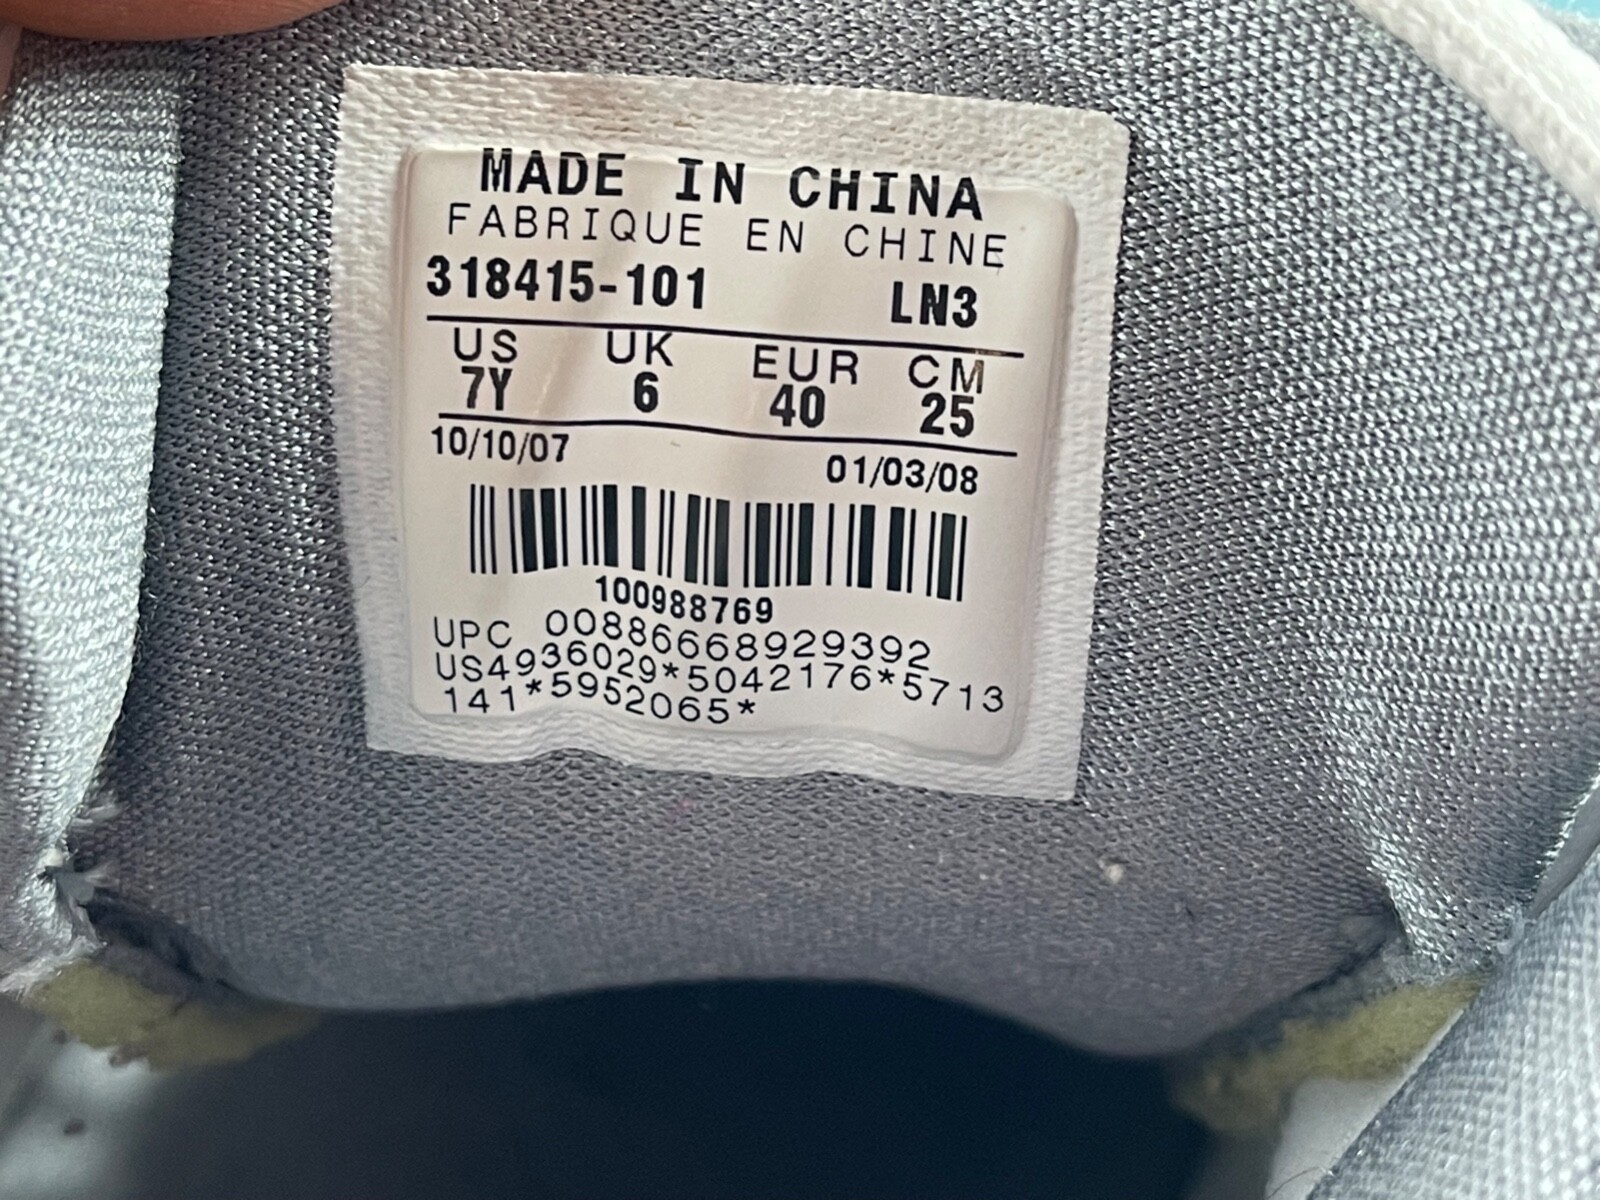 MADE IN CHINA
FABRIQUE EN CHINE
318415-101 LN3
US UK EUR CM
7Y 6 40 25
10/10/07 01/03/08
100988769
UPC 00886668929392
US4936029*5042176*5713
141*5952065*